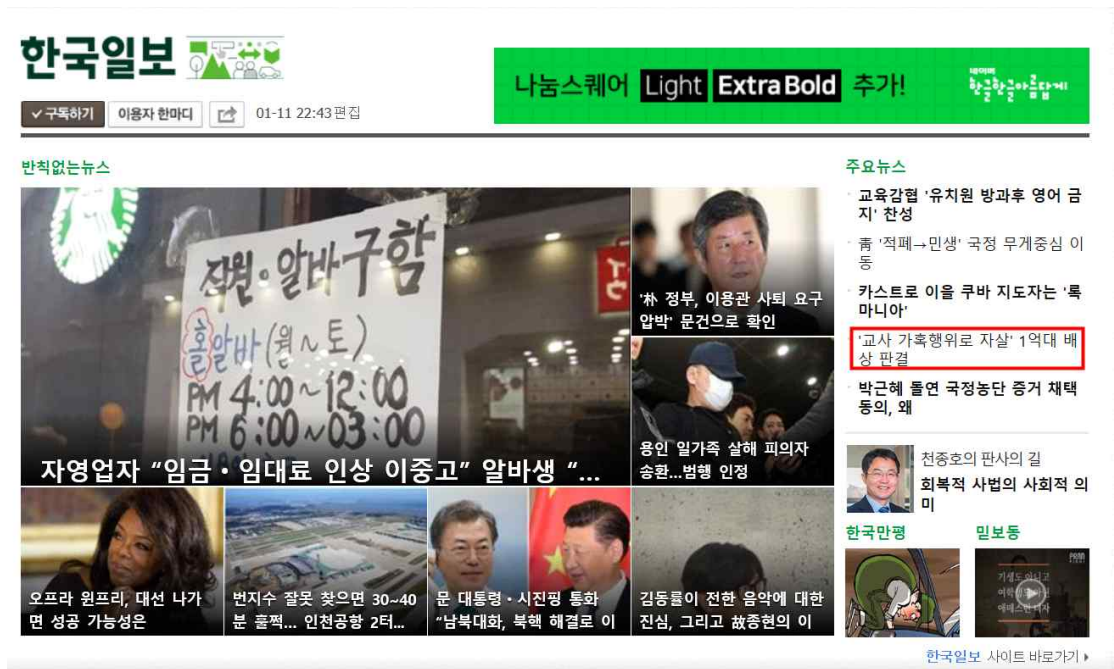 한국일보
구독하기
이용자 한마디
01-11 22:43 편집
나눔스퀘어 Light ExtraBold 추가!
네이버
한글한글아름답게
반칙없는뉴스
직원·알바구함
홀알바(월~토)
PM 4:00~12:00
PM 6:00~03:00
자영업자 “임금·임대료 인상 이중고” 알바생 “...
'朴 정부, 이용관 사퇴 요구
압박' 문건으로 확인
용인 일가족 살해 피의자
송환...범행 인정
오프라 윈프리, 대선 나가
면 성공 가능성은
번지수 잘못 찾으면 30~40
분 훌쩍... 인천공항 2터...
문 대통령·시진핑 통화
“남북대화, 북핵 해결로 이
김동률이 전한 음악에 대한
진심, 그리고 故종현의 이
주요뉴스
교육감협 '유치원 방과후 영어 금
지' 찬성
靑 '적폐→민생' 국정 무게중심 이
동
카스트로 이을 쿠바 지도자는 '록
마니아'
'교사 가혹행위로 자살' 1억대 배
상 판결
박근혜 돌연 국정농단 증거 채택
동의, 왜
천종호의 판사의 길
회복적 사법의 사회적 의
미
한국만평
믿보동
PRAN
한국일보 사이트 바로가기